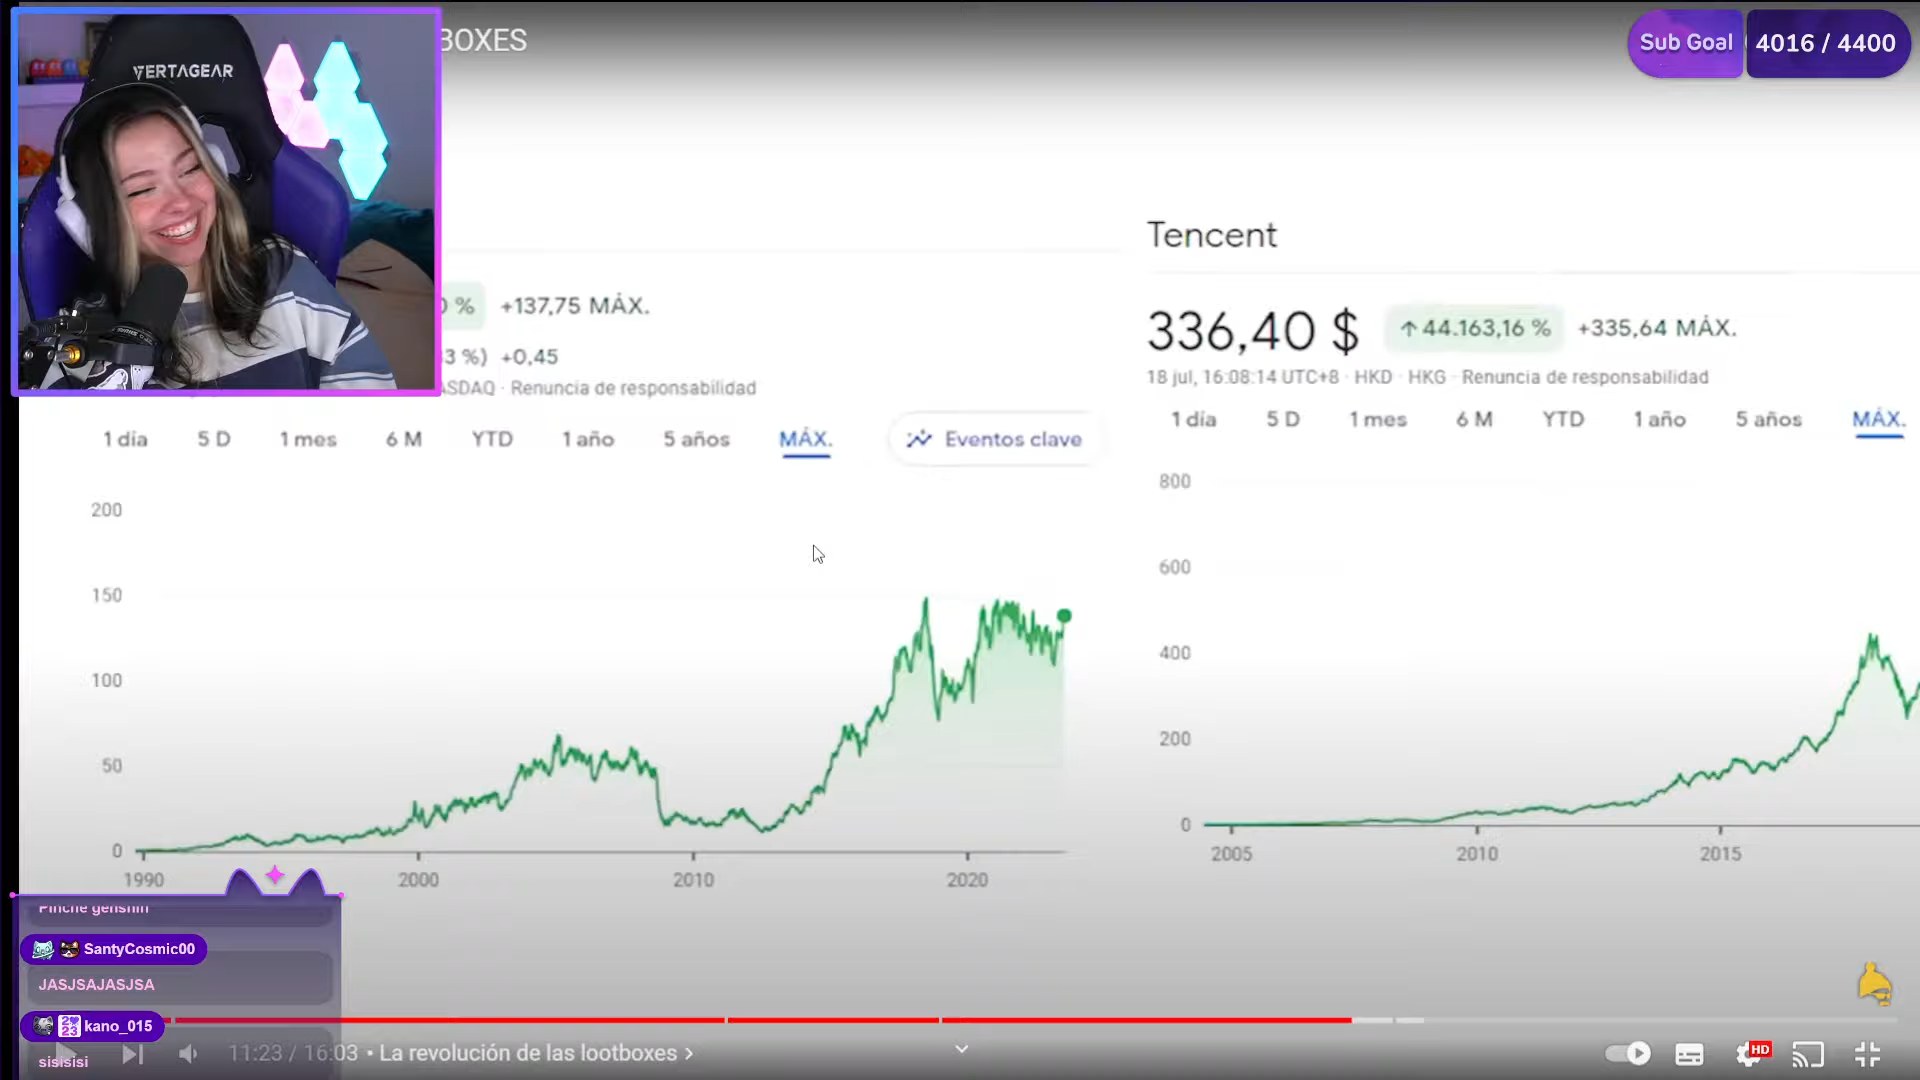 VERTAGEAR
BOXES
Sub Goal
4016 / 4400
% +137,75 MÁX.
3 %) +0,45
ASDAQ · Renuncia de responsabilidad
1 día 5 D 1 mes 6 M YTD 1 año 5 años MÁX.
Eventos clave
200
150
100
50
0
1990 2000 2010 2020
Tencent
336,40 $ ↑44.163,16 % +335,64 MÁX.
18 jul, 16:08:14 UTC+8 · HKD · HKG · Renuncia de responsabilidad
1 día 5 D 1 mes 6 M YTD 1 año 5 años MÁX.
800
600
400
200
0
2005 2010 2015
Pinche genshin
SantyCosmic00
JASJSAJASJSA
kano_015
sisisisi
11:23 / 16:03 • La revolución de las lootboxes >
HD